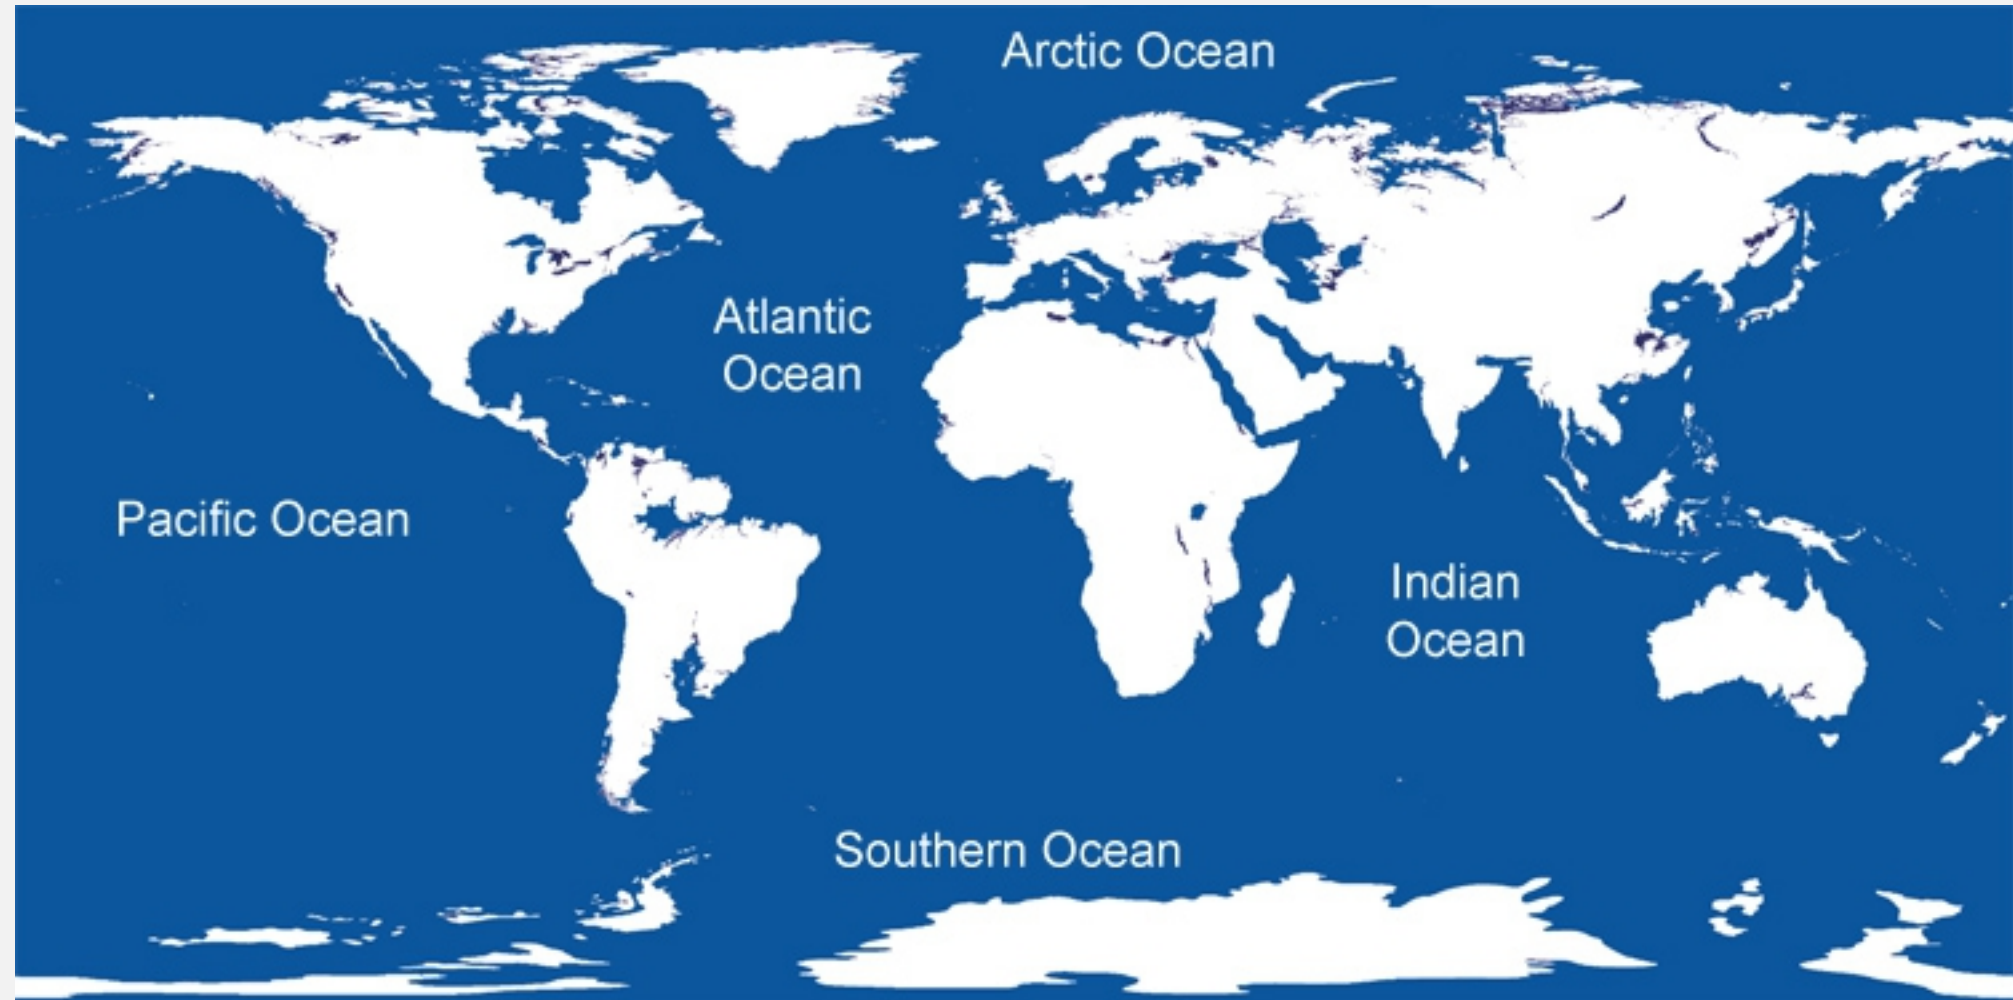 Arctic Ocean
Atlantic
Ocean
Pacific Ocean
Indian
Ocean
Southern Ocean